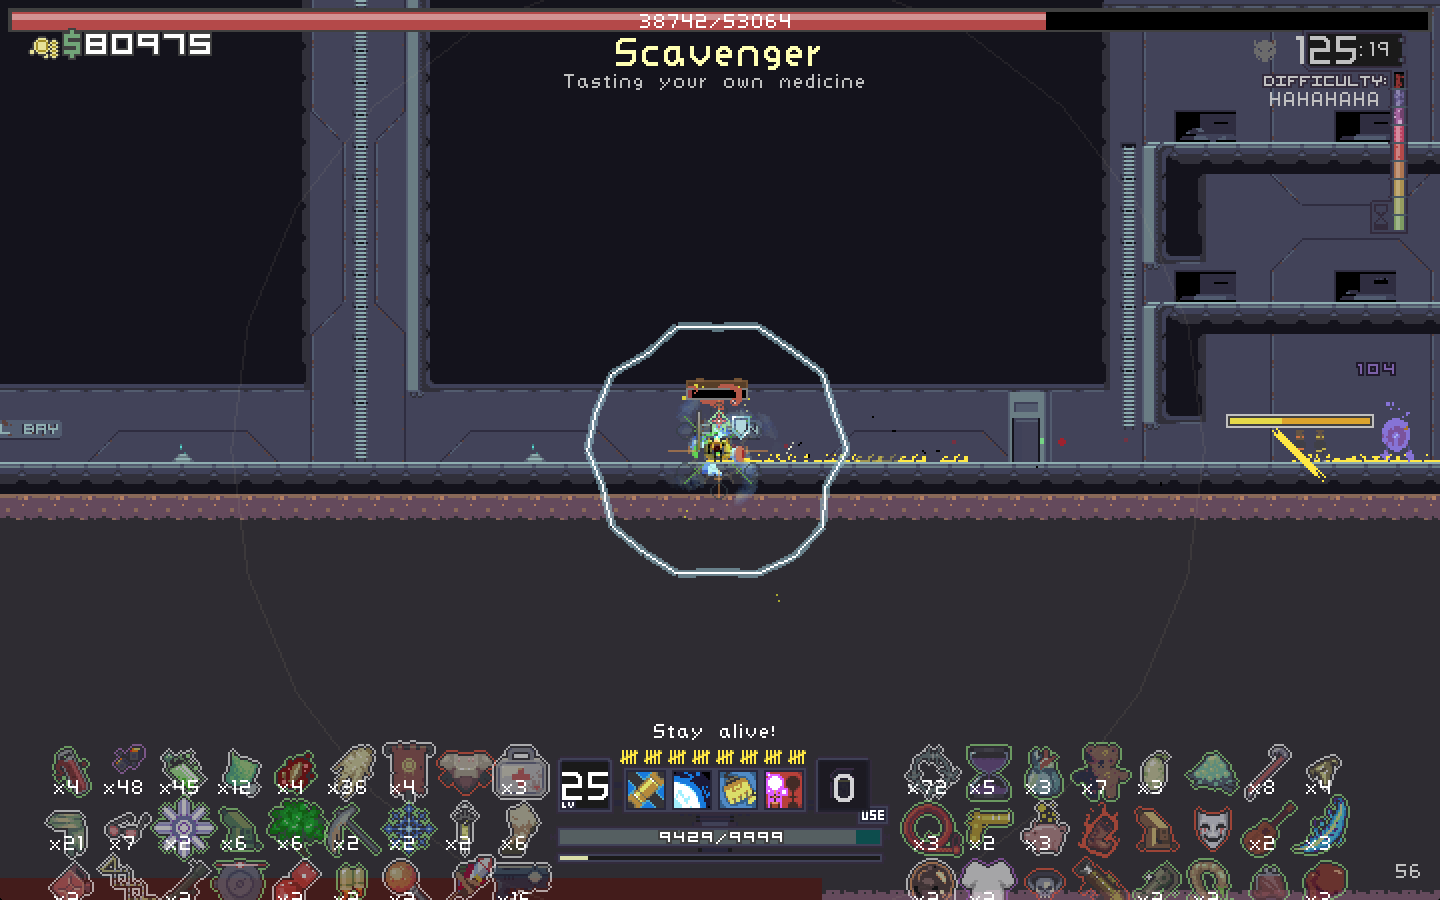 38742/53064
$80975
Scavenger
Tasting your own medicine
125:19
DIFFICULTY:
HAHAHAHA
104
L BAY
Stay alive!
x4 x48 x45 x12 x4 x36 x4 x3
25 LV
0
USE
x72 x5 x3 x7 x3 x8 x4
x21 x7 x2 x6 x6 x2 x2 x2 x6
9429/9999
x3 x2 x3 x2 x3
56